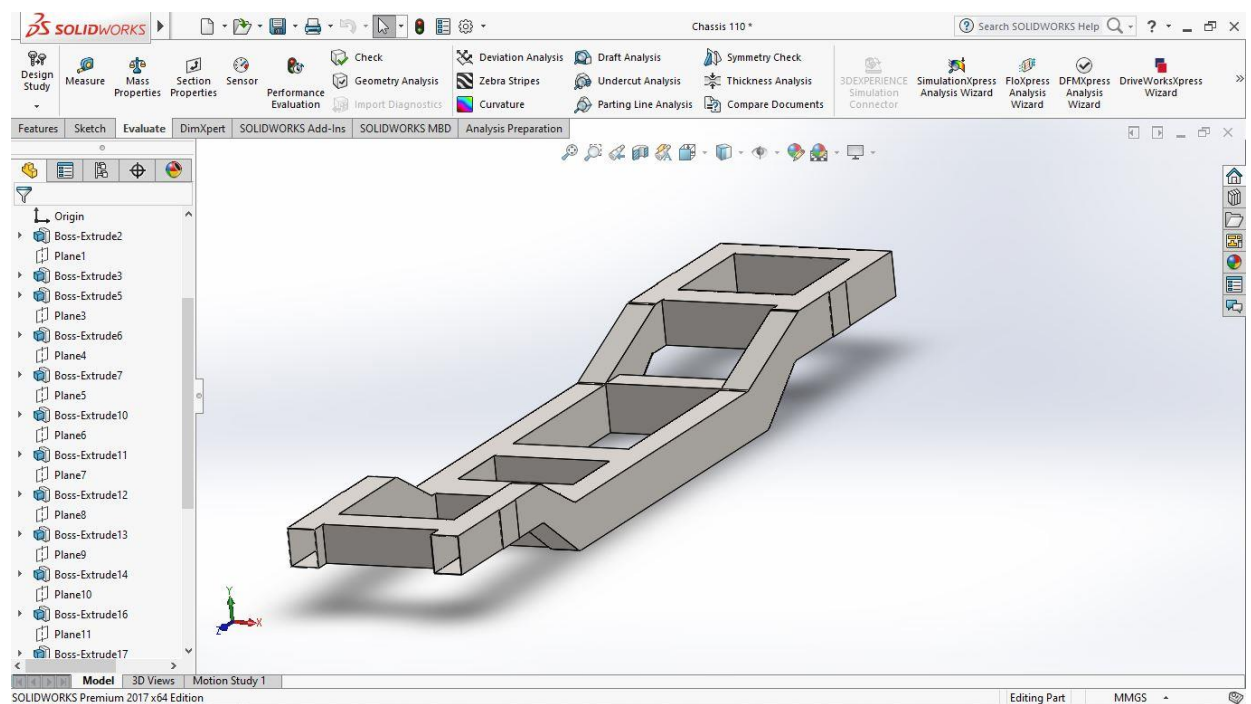 SOLIDWORKS
Chassis 110 *
Search SOLIDWORKS Help
?
Design Study
Measure
Mass Properties
Section Properties
Sensor
Performance Evaluation
Check
Geometry Analysis
Import Diagnostics
Deviation Analysis
Zebra Stripes
Curvature
Draft Analysis
Undercut Analysis
Parting Line Analysis
Symmetry Check
Thickness Analysis
Compare Documents
3DEXPERIENCE Simulation Connector
SimulationXpress Analysis Wizard
FloXpress Analysis Wizard
DFMXpress Analysis Wizard
DriveWorksXpress Wizard
Features Sketch Evaluate DimXpert SOLIDWORKS Add-Ins SOLIDWORKS MBD Analysis Preparation
Origin
Boss-Extrude2
Plane1
Boss-Extrude3
Boss-Extrude5
Plane3
Boss-Extrude6
Plane4
Boss-Extrude7
Plane5
Boss-Extrude10
Plane6
Boss-Extrude11
Plane7
Boss-Extrude12
Plane8
Boss-Extrude13
Plane9
Boss-Extrude14
Plane10
Boss-Extrude16
Plane11
Boss-Extrude17
Y
X
Z
Model 3D Views Motion Study 1
SOLIDWORKS Premium 2017 x64 Edition
Editing Part
MMGS